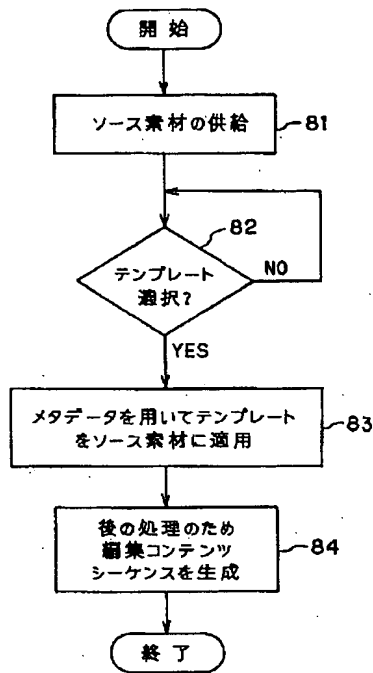 開始
ソース素材の供給
81
82
テンプレート
選択?
NO
YES
メタデータを用いてテンプレート
をソース素材に適用
83
後の処理のため
編集コンテンツ
シーケンスを生成
84
終了